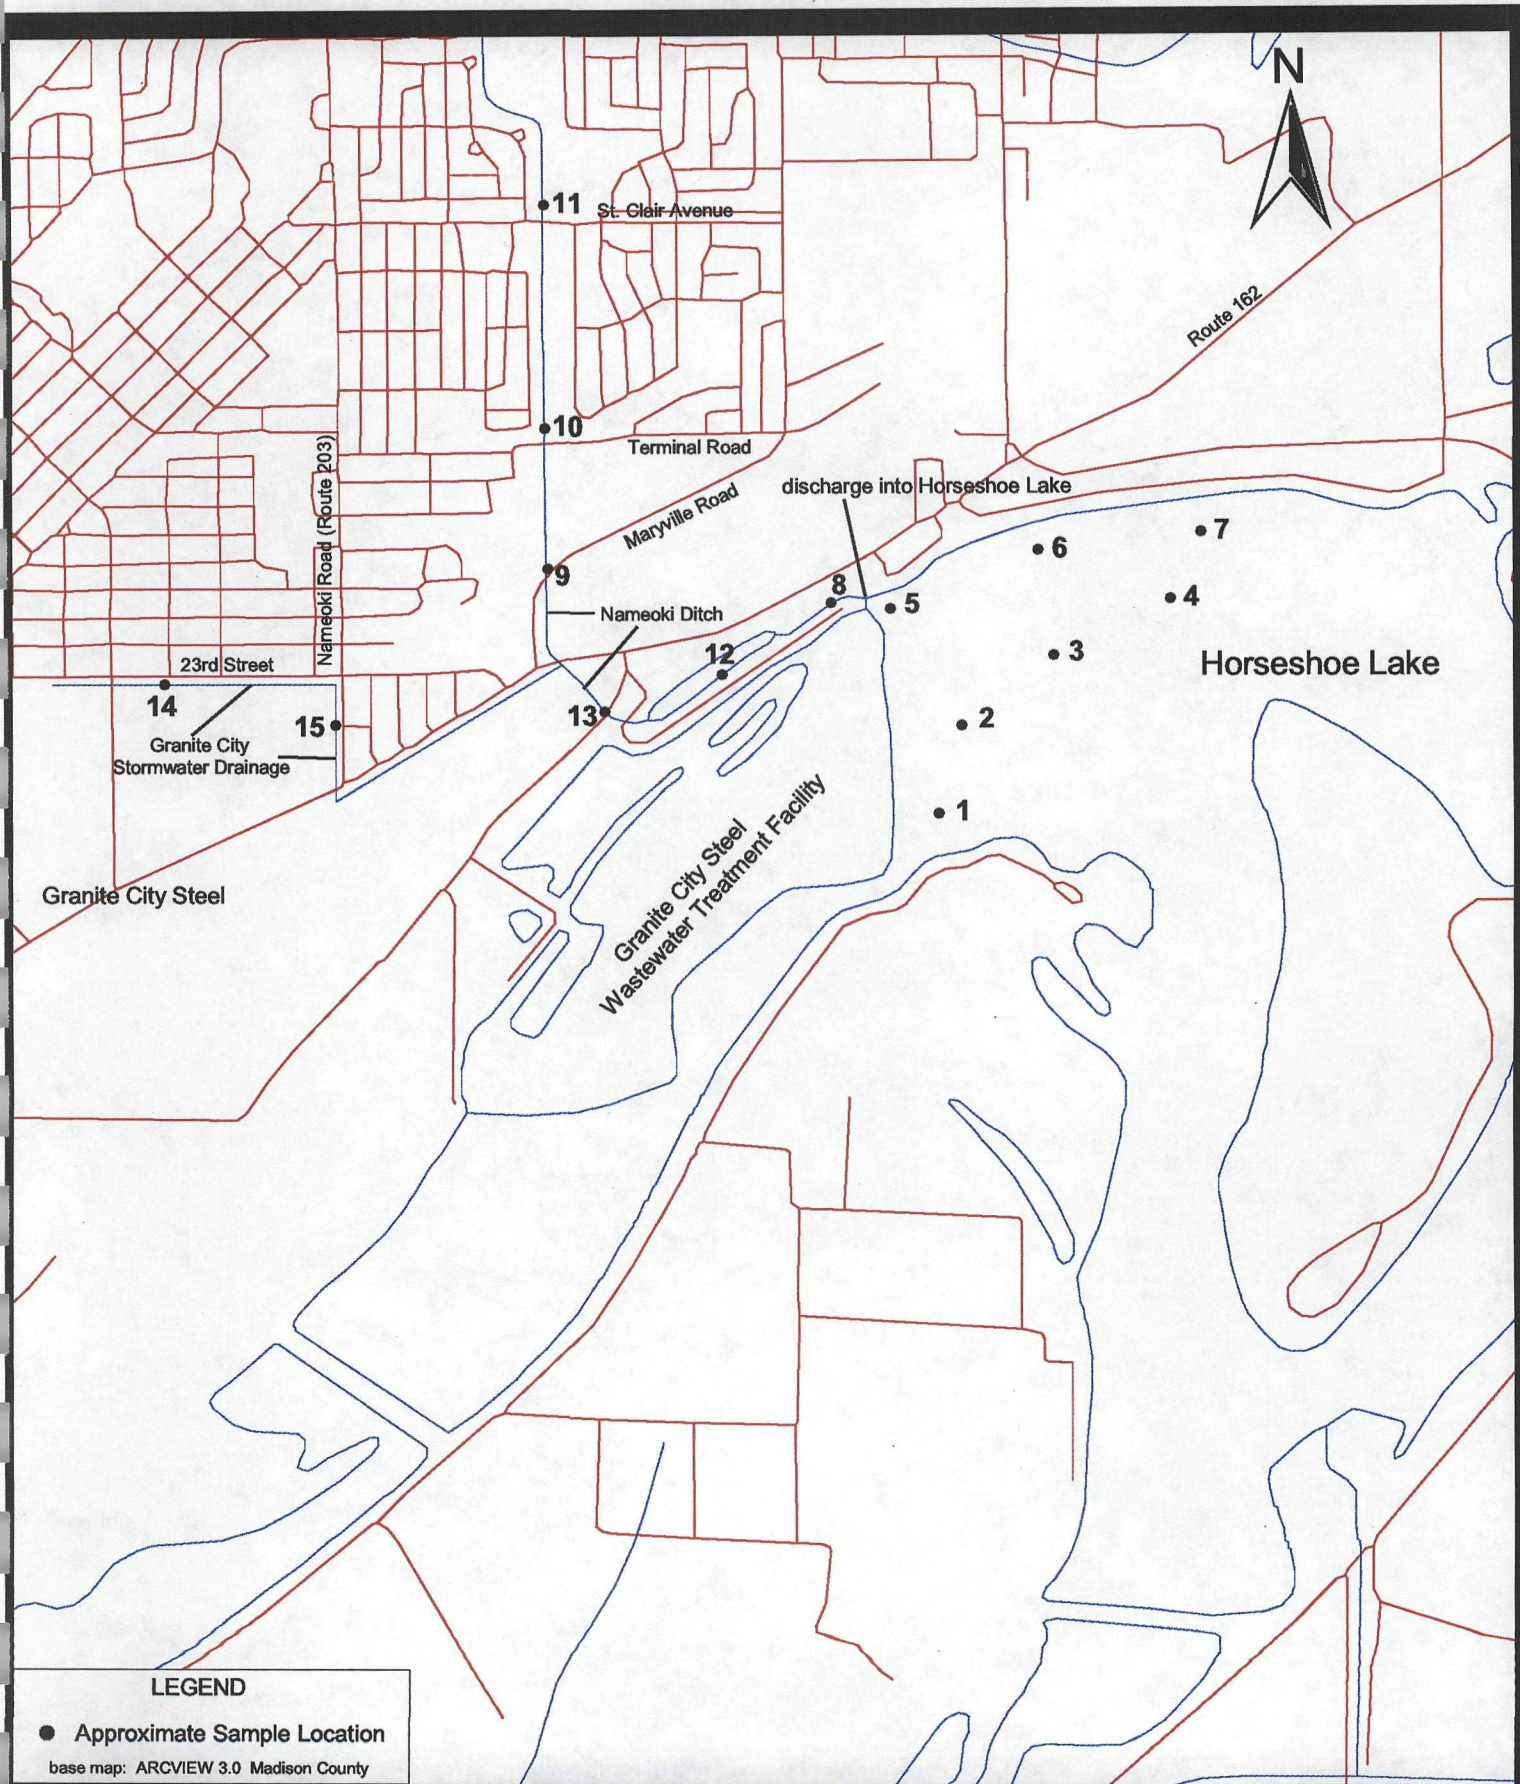 N
11
St. Clair Avenue
Route 162
10
Terminal Road
Nameoki Road (Route 203)
Maryville Road
discharge into Horseshoe Lake
7
6
9
8
5
4
Nameoki Ditch
3
Horseshoe Lake
12
23rd Street
14
13
2
15
Granite City
Stormwater Drainage
1
Granite City Steel
Wastewater Treatment Facility
Granite City Steel
LEGEND
Approximate Sample Location
base map: ARCVIEW 3.0 Madison County